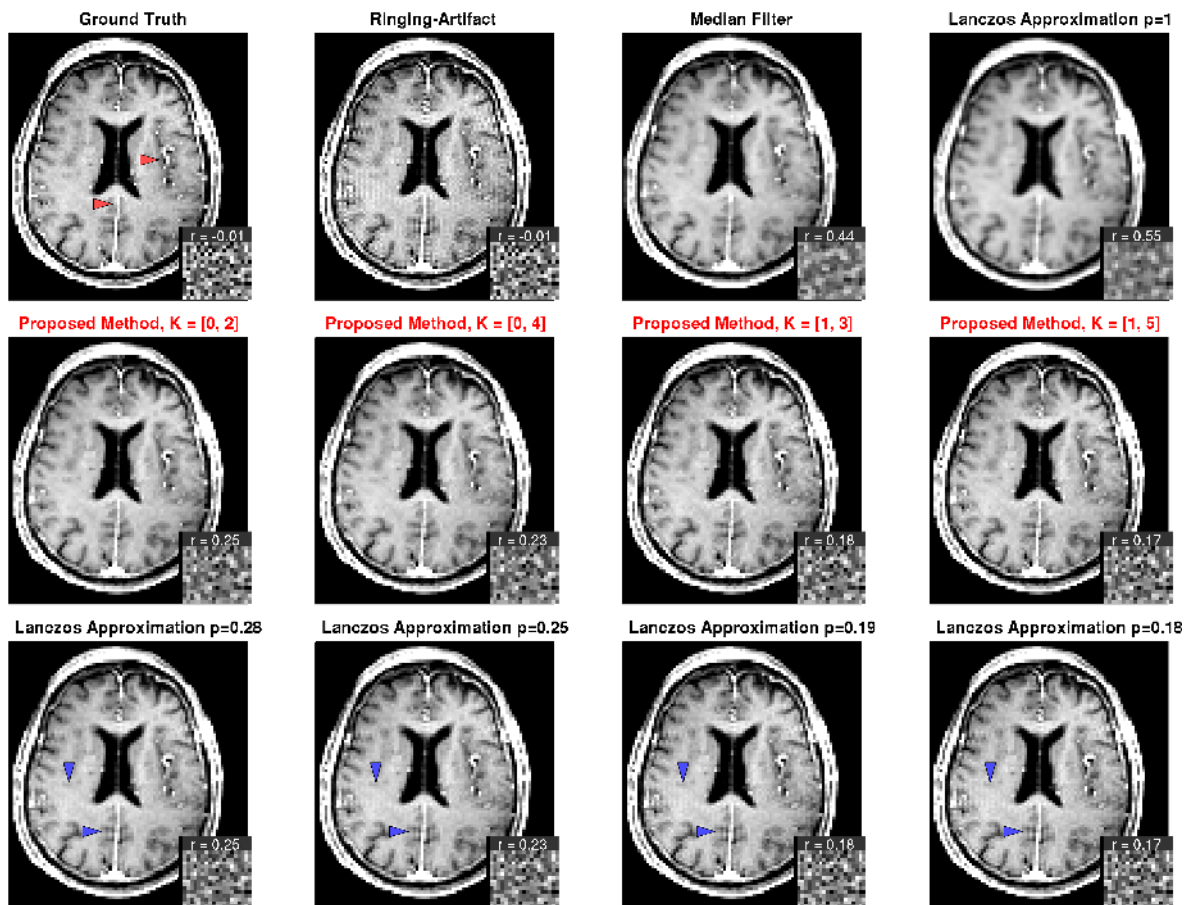 Ground Truth
Ringing-Artifact
Median Filter
Lanczos Approximation p=1
r = -0.01
r = -0.01
r = 0.44
r = 0.55
Proposed Method, K = [0, 2]
Proposed Method, K = [0, 4]
Proposed Method, K = [1, 3]
Proposed Method, K = [1, 5]
r = 0.25
r = 0.23
r = 0.18
r = 0.17
Lanczos Approximation p=0.28
Lanczos Approximation p=0.25
Lanczos Approximation p=0.19
Lanczos Approximation p=0.18
r = 0.25
r = 0.23
r = 0.18
r = 0.17